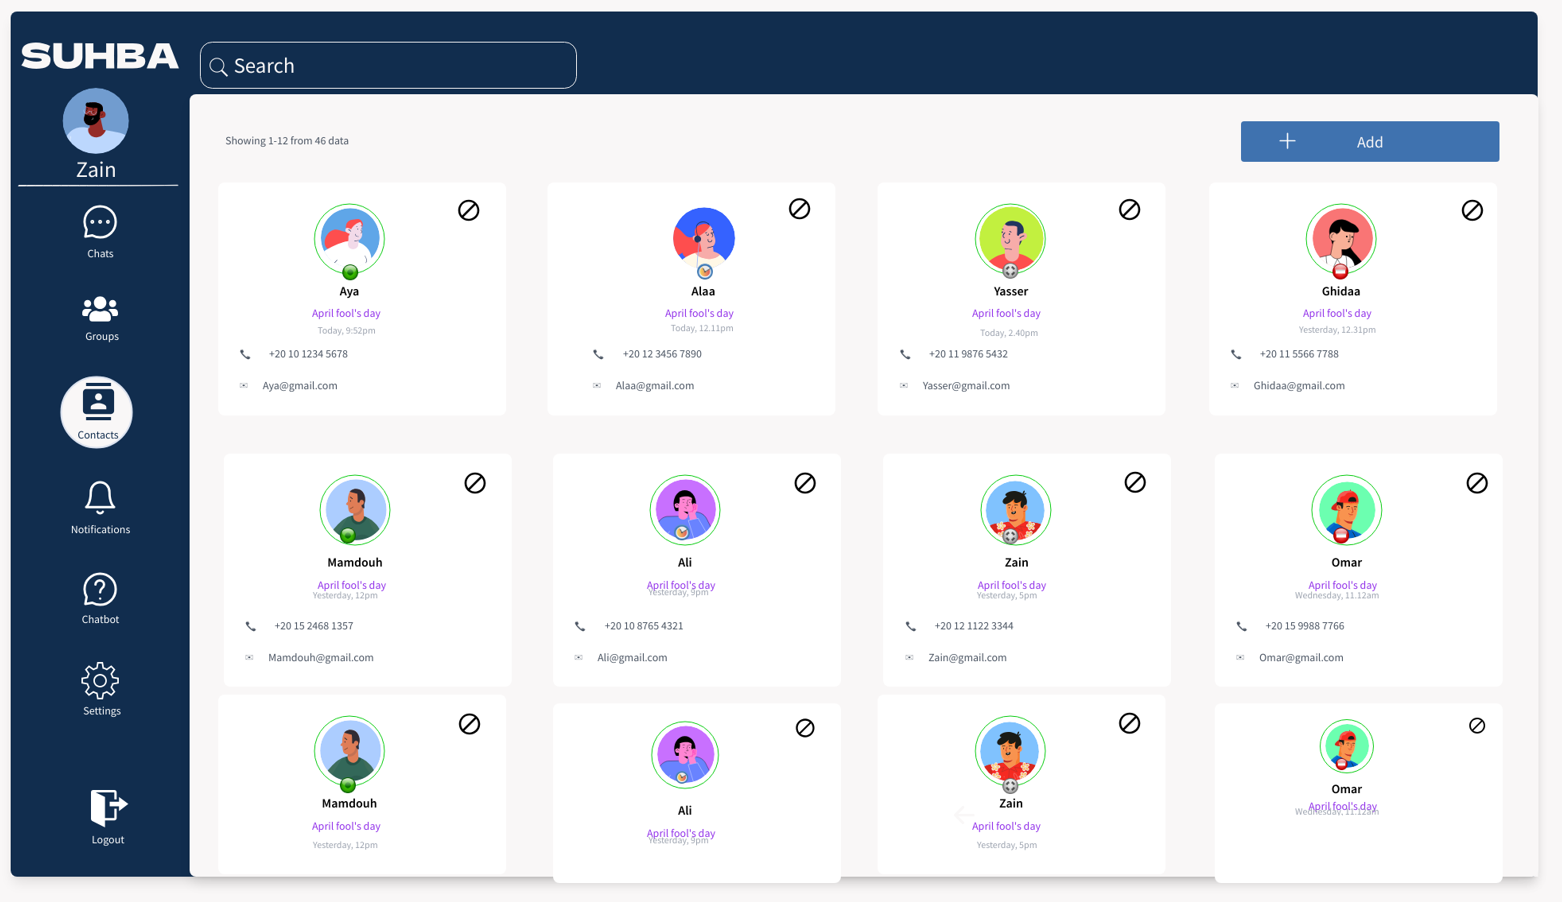 SUHBA
Search
Zain
Chats
Groups
Contacts
Notifications
Chatbot
Settings
Logout
Showing 1-12 from 46 data
Add
Aya
April fool's day
Today, 9:52pm
+20 10 1234 5678
Aya@gmail.com
Alaa
April fool's day
Today, 12.11pm
+20 12 3456 7890
Alaa@gmail.com
Yasser
April fool's day
Today, 2.40pm
+20 11 9876 5432
Yasser@gmail.com
Ghidaa
April fool's day
Yesterday, 12.31pm
+20 11 5566 7788
Ghidaa@gmail.com
Mamdouh
April fool's day
Yesterday, 12pm
+20 15 2468 1357
Mamdouh@gmail.com
Ali
April fool's day
Yesterday, 9pm
+20 10 8765 4321
Ali@gmail.com
Zain
April fool's day
Yesterday, 5pm
+20 12 1122 3344
Zain@gmail.com
Omar
April fool's day
Wednesday, 11.12am
+20 15 9988 7766
Omar@gmail.com
Mamdouh
April fool's day
Yesterday, 12pm
Ali
April fool's day
Yesterday, 9pm
Zain
April fool's day
Yesterday, 5pm
Omar
April fool's day
Wednesday, 11.12am